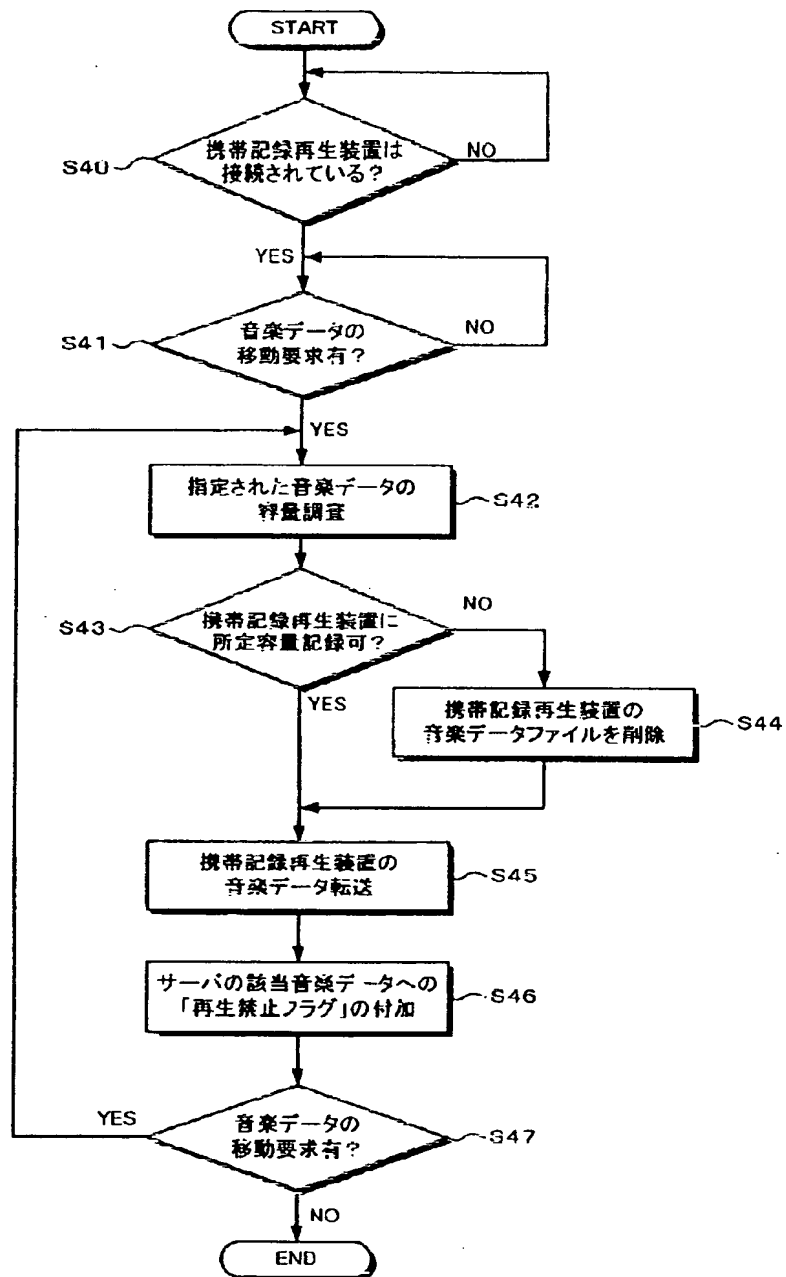 START
S40
携帯記録再生装置は
接続されている?
NO
YES
S41
音楽データの
移動要求有?
NO
YES
指定された音楽データの
容量調査
S42
S43
携帯記録再生装置に
所定容量記録可?
NO
YES
携帯記録再生装置の
音楽データファイルを削除
S44
携帯記録再生装置の
音楽データ転送
S45
サーバの該当音楽データへの
「再生禁止フラグ」の付加
S46
YES
音楽データの
移動要求有?
S47
NO
END